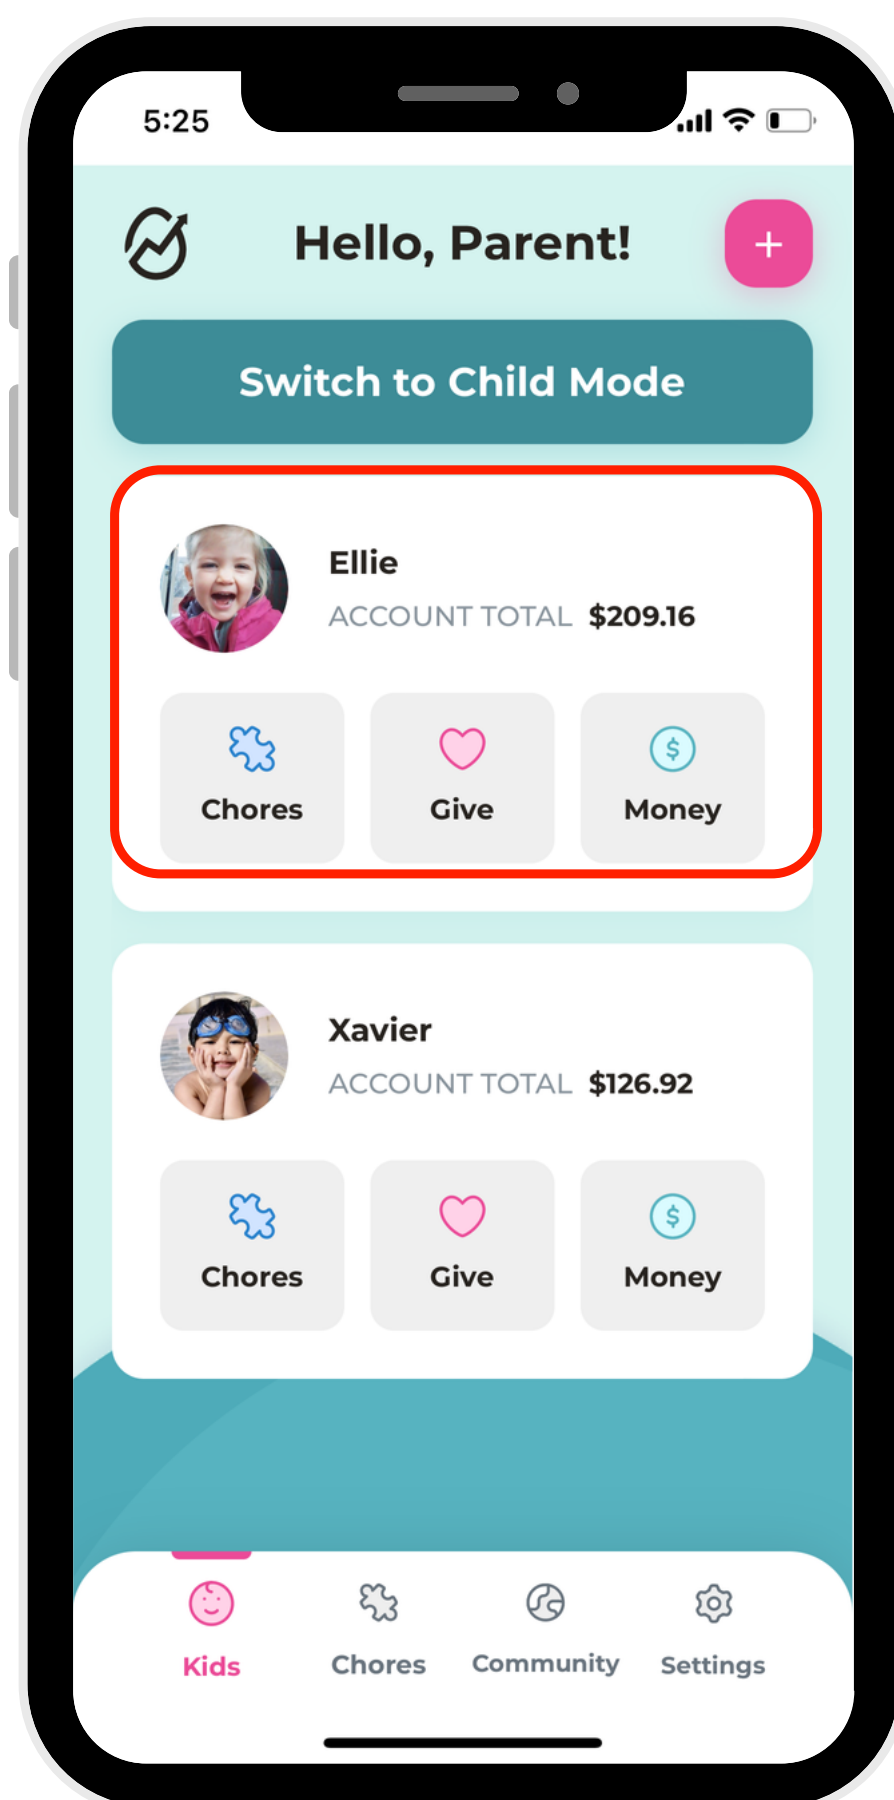 5:25
Hello, Parent!
+
Switch to Child Mode
Ellie
ACCOUNT TOTAL $209.16
$
Chores Give Money
Xavier
ACCOUNT TOTAL $126.92
$
Chores Give Money
Kids Chores Community Settings